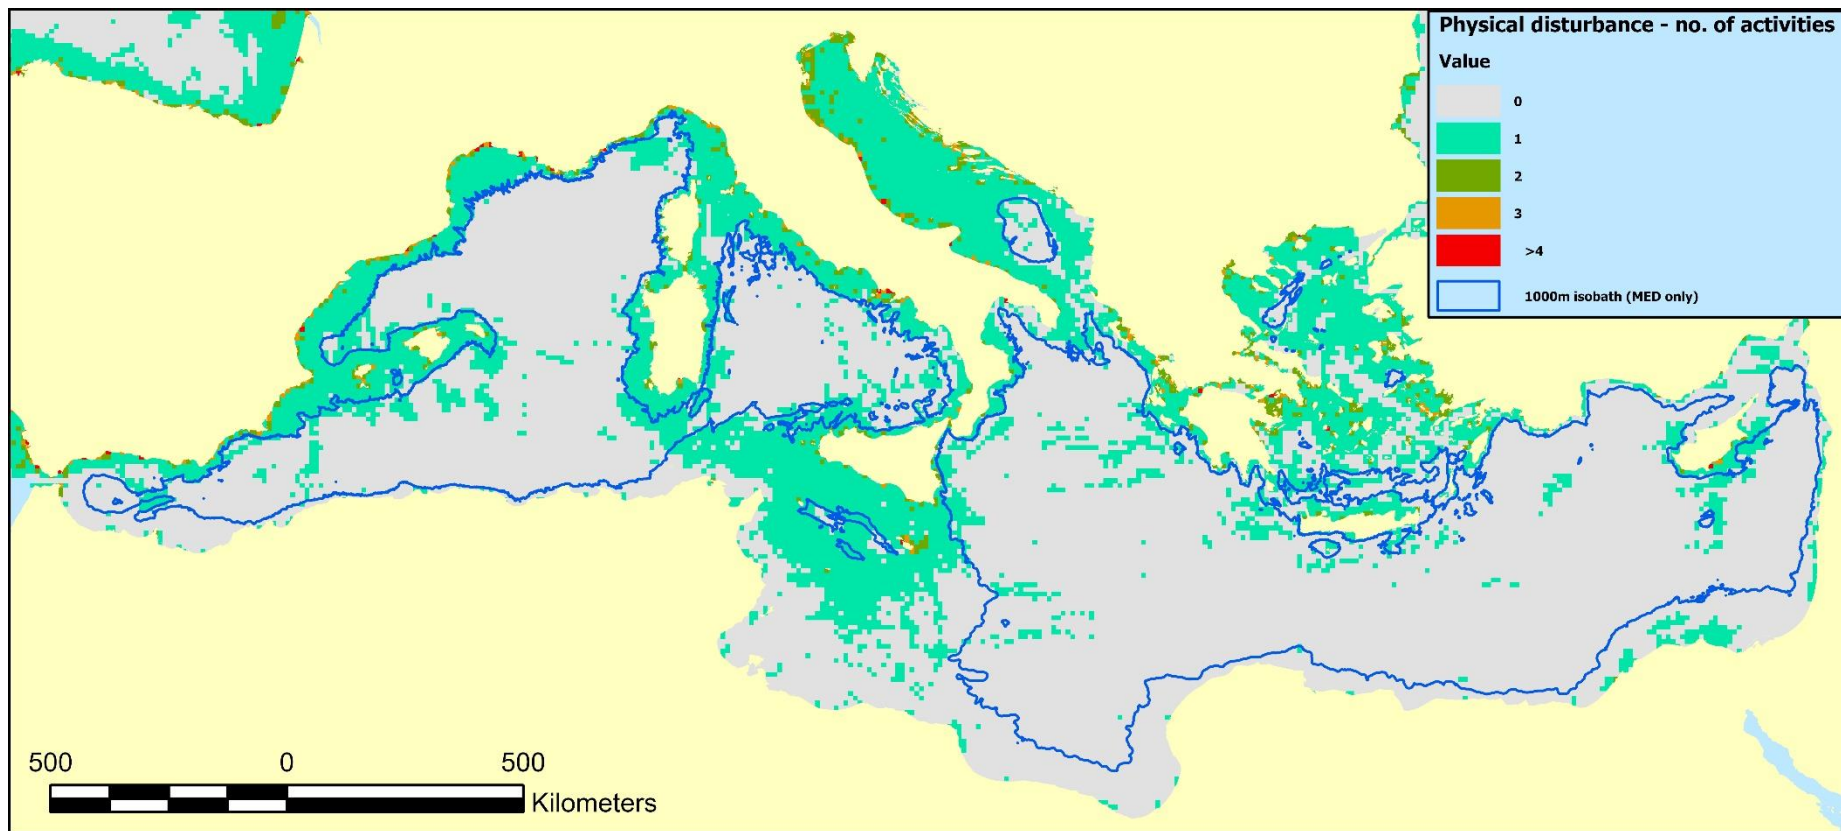 Physical disturbance - no. of activities
Value
0
1
2
3
>4
1000m isobath (MED only)
500 0 500
Kilometers